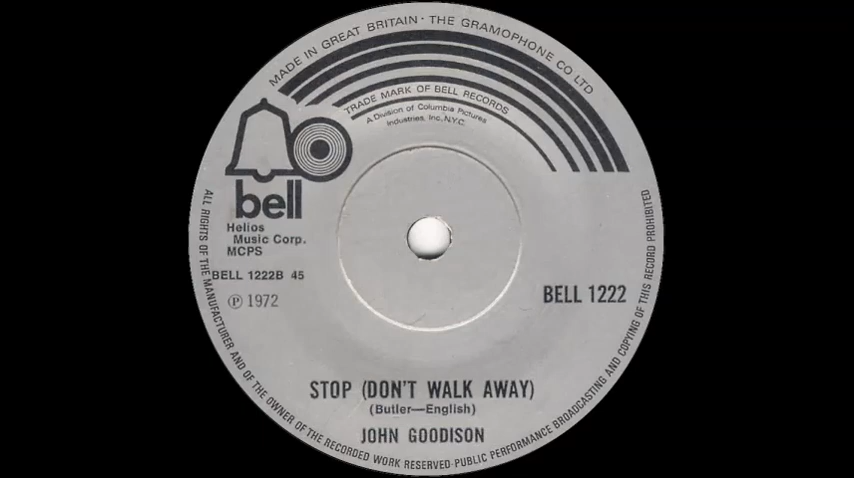 MADE IN GREAT BRITAIN · THE GRAMOPHONE CO LTD
TRADE MARK OF BELL RECORDS
A Division of Columbia Pictures
Industries, Inc, N.Y.C.
bell
Helios
Music Corp.
MCPS
BELL 1222B 45
Ⓟ 1972
BELL 1222
STOP (DON'T WALK AWAY)
(Butler—English)
JOHN GOODISON
ALL RIGHTS OF THE MANUFACTURER AND OF THE OWNER OF THE RECORDED WORK RESERVED·PUBLIC PERFORMANCE BROADCASTING AND COPYING OF THIS RECORD PROHIBITED